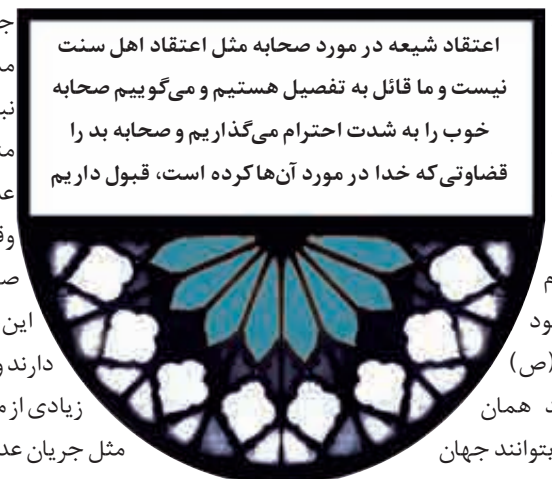 اعتقاد شیعه در مورد صحابه مثل اعتقاد اهل سنت
نیست و ما قائل به تفصیل هستیم و می‌گوییم صحابه
خوب را به شدت احترام می‌گذاریم و صحابه بد را
قضاوتی که خدا در مورد آن‌ها کرده است، قبول داریم
(ص)
همان
بتوانند جهان
این
دارند و
زیادی از
مثل جریان